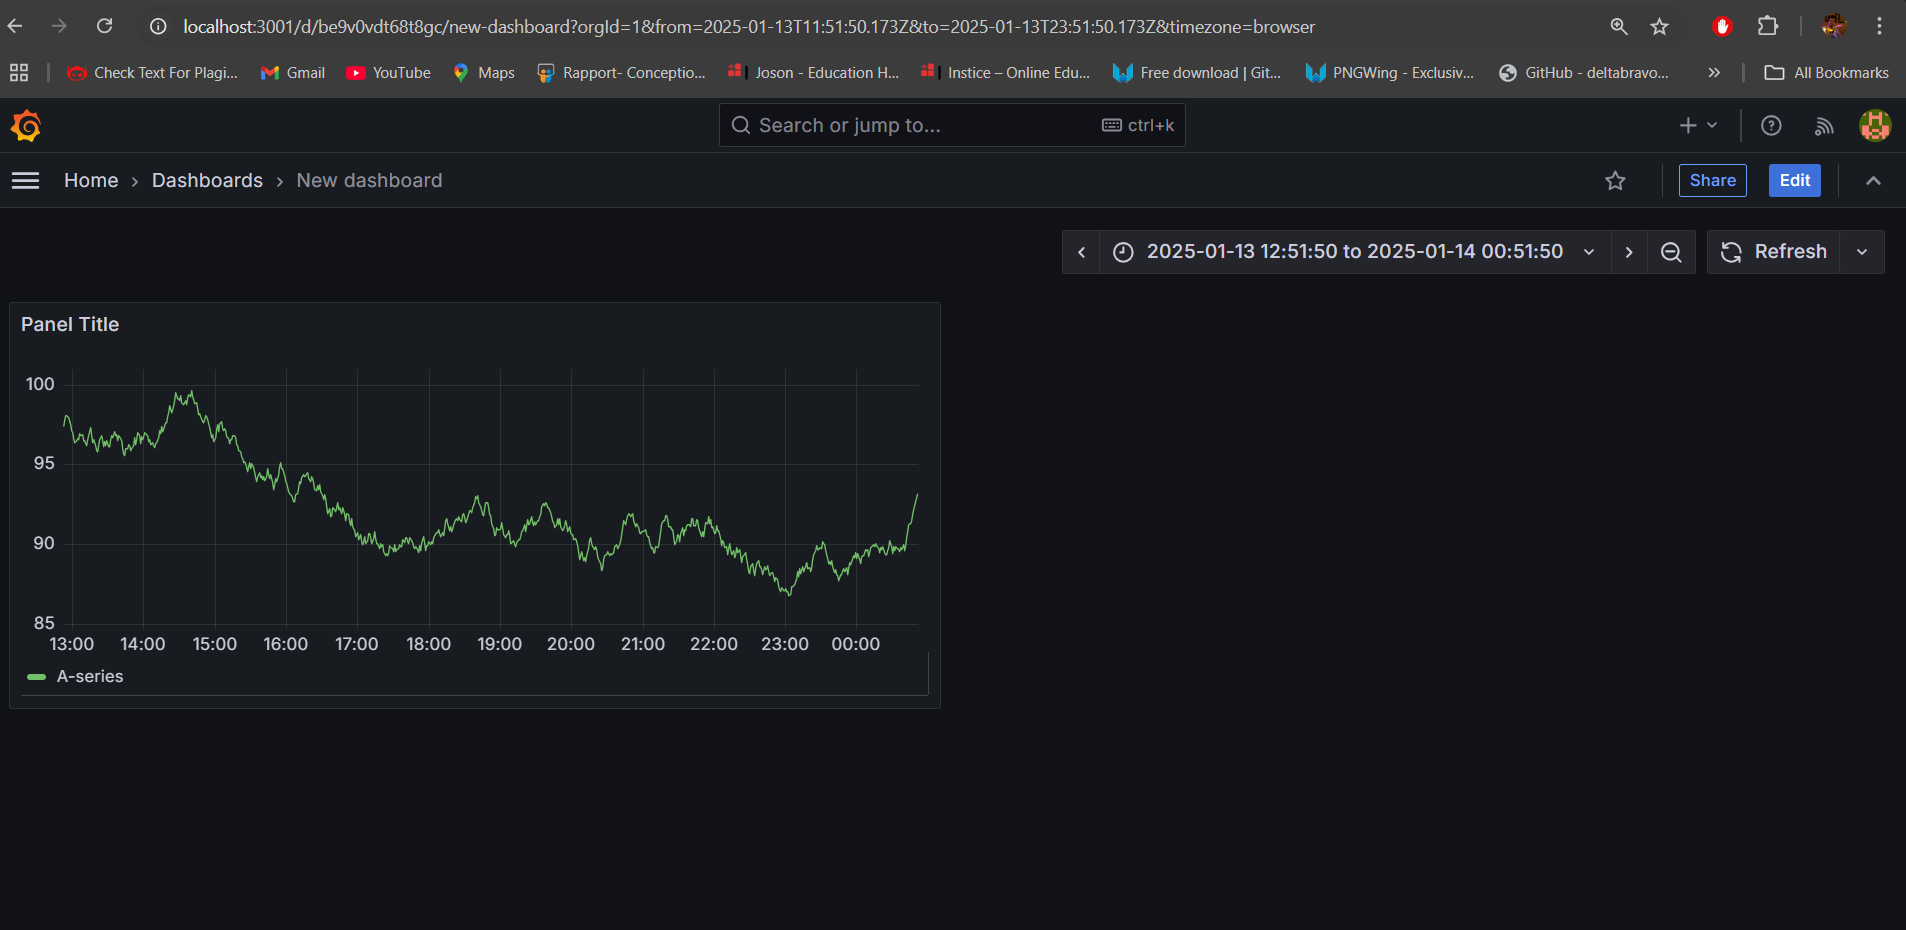 localhost:3001/d/be9v0vdt68t8gc/new-dashboard?orgId=1&from=2025-01-13T11:51:50.173Z&to=2025-01-13T23:51:50.173Z&timezone=browser
Check Text For Plagi... Gmail YouTube Maps Rapport- Conceptio... Joson - Education H... Instice – Online Edu... Free download | Git... PNGWing - Exclusiv... GitHub - deltabravo... » All Bookmarks
Search or jump to... ctrl+k
Home › Dashboards › New dashboard Share Edit
2025-01-13 12:51:50 to 2025-01-14 00:51:50 Refresh
Panel Title
100
95
90
85
13:00 14:00 15:00 16:00 17:00 18:00 19:00 20:00 21:00 22:00 23:00 00:00
A-series